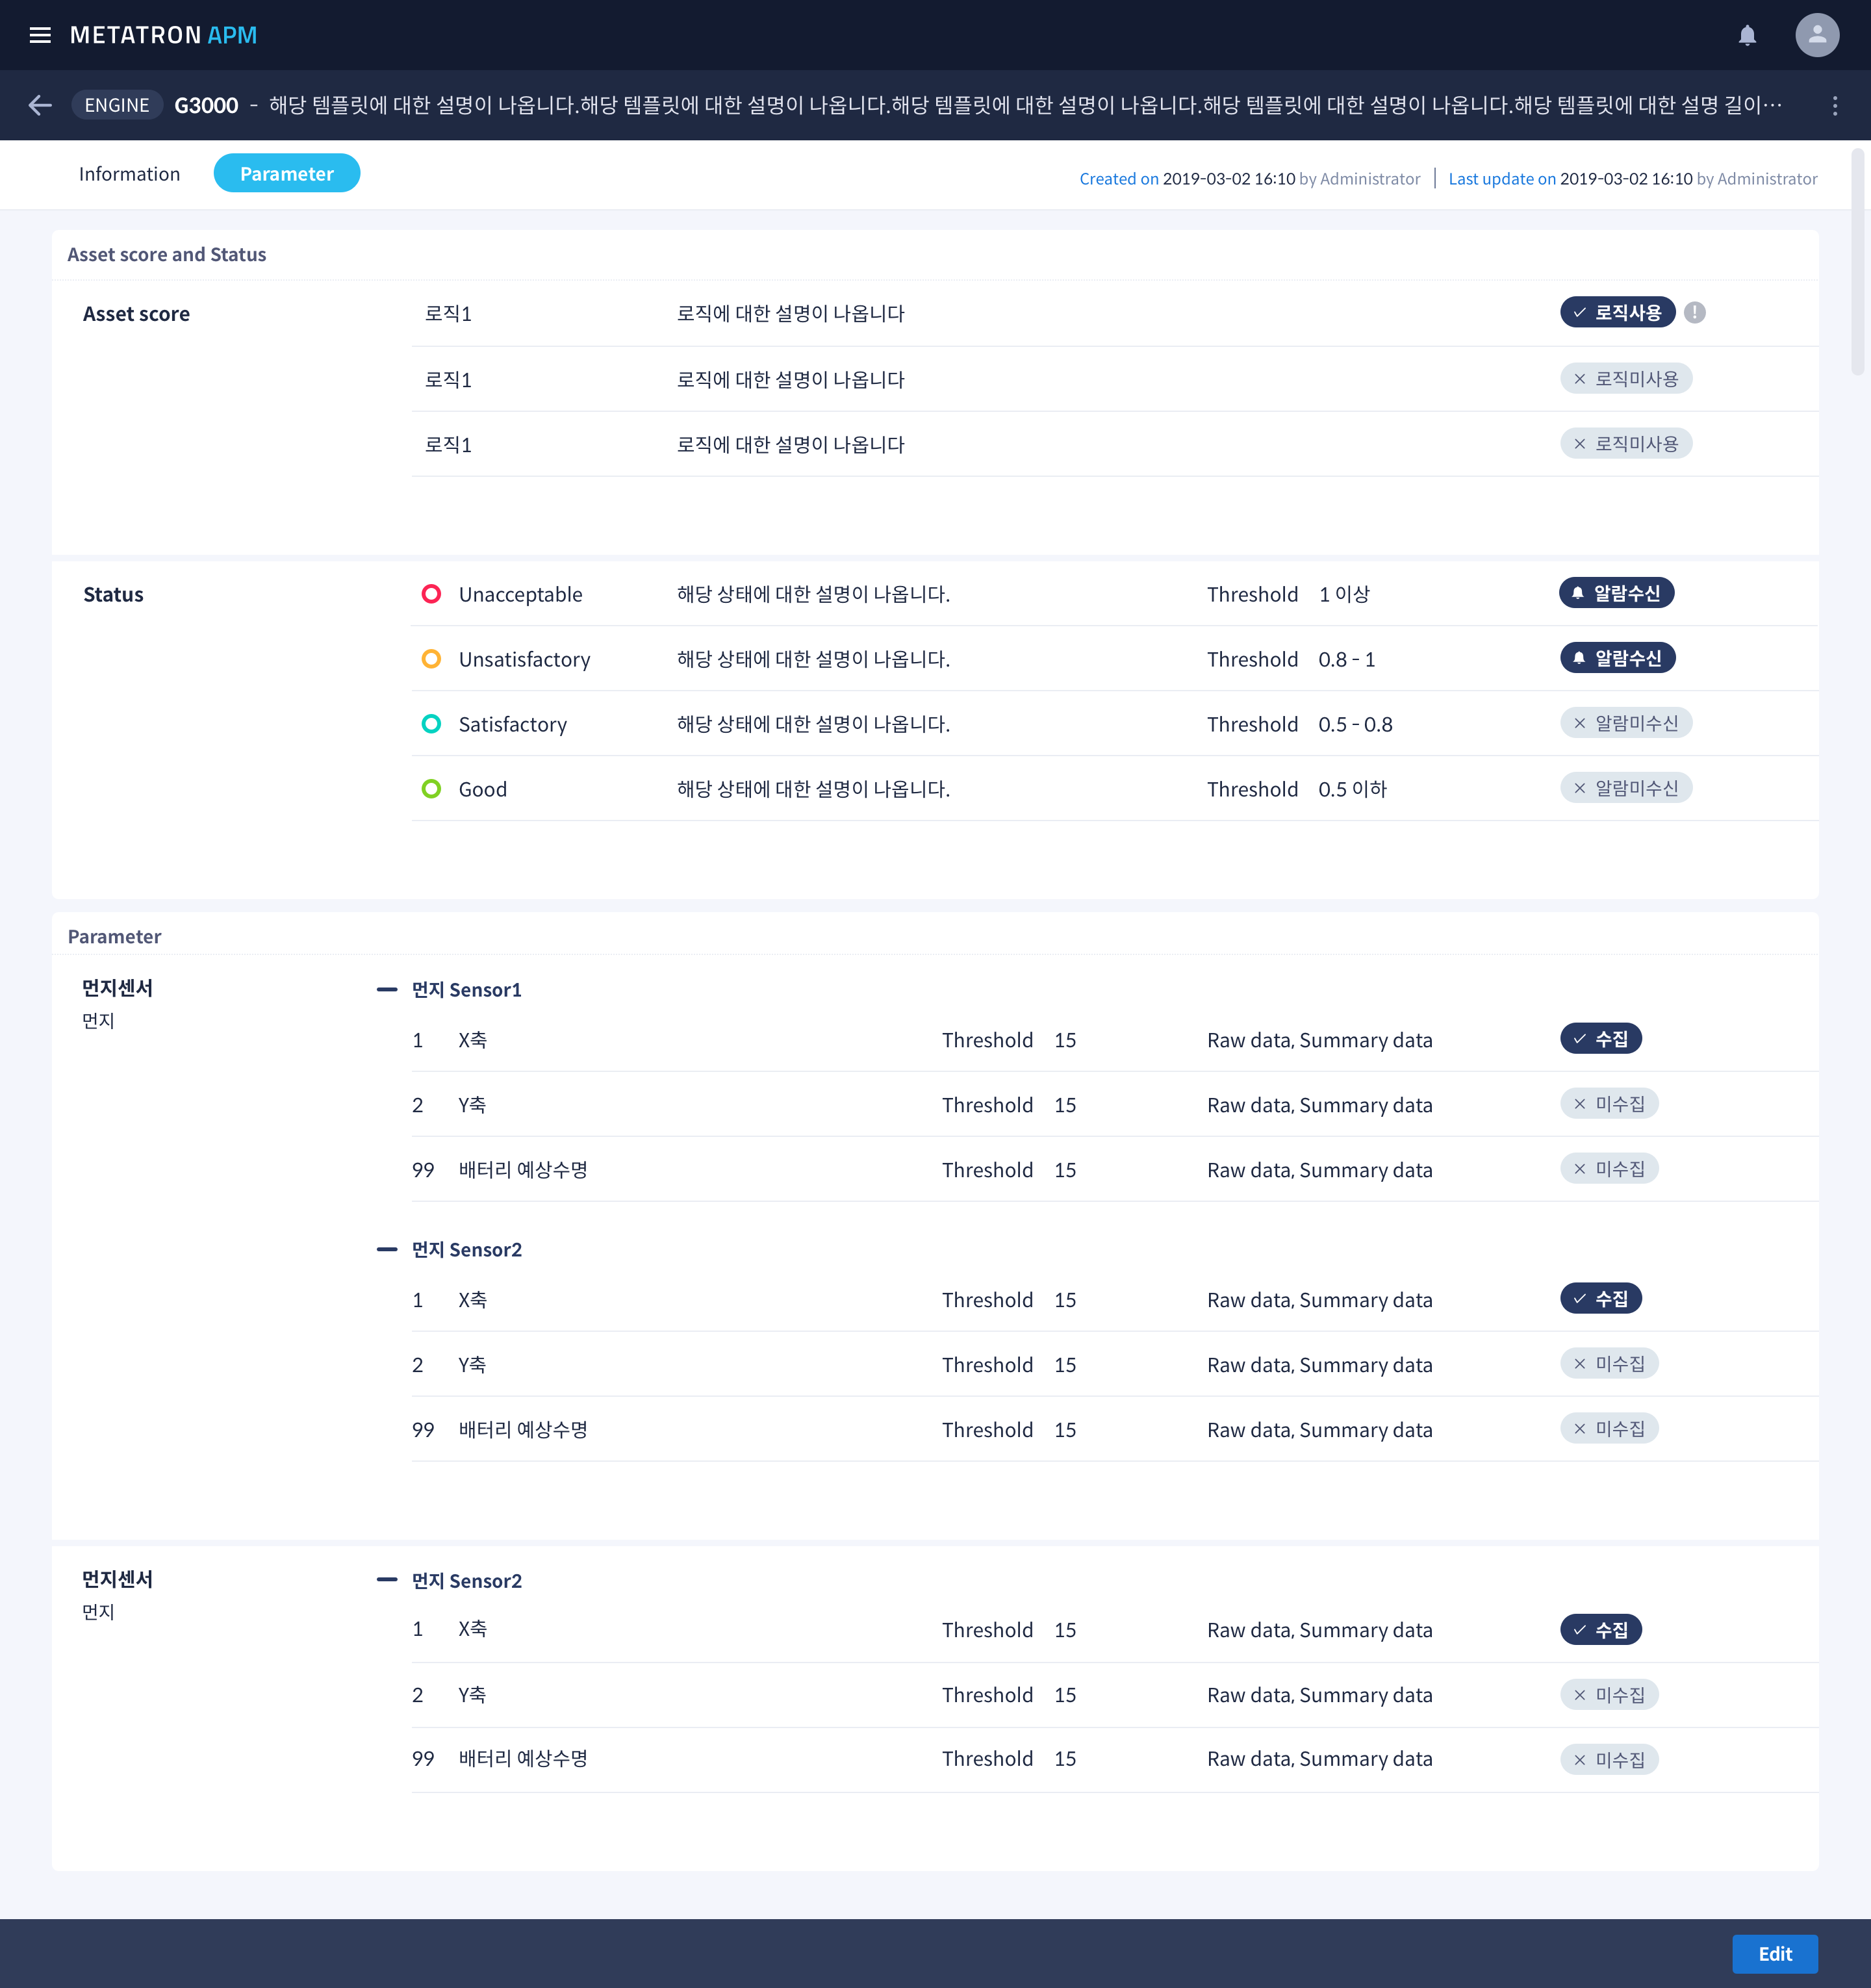 METATRON APM
ENGINE G3000 - 해당 템플릿에 대한 설명이 나옵니다.해당 템플릿에 대한 설명이 나옵니다.해당 템플릿에 대한 설명이 나옵니다.해당 템플릿에 대한 설명이 나옵니다.해당 템플릿에 대한 설명 길이…
Information Parameter Created on 2019-03-02 16:10 by Administrator | Last update on 2019-03-02 16:10 by Administrator
Asset score and Status
Asset score 로직1 로직에 대한 설명이 나옵니다 로직사용
로직1 로직에 대한 설명이 나옵니다 로직미사용
로직1 로직에 대한 설명이 나옵니다 로직미사용
Status Unacceptable 해당 상태에 대한 설명이 나옵니다. Threshold 1 이상 알람수신
Unsatisfactory 해당 상태에 대한 설명이 나옵니다. Threshold 0.8 - 1 알람수신
Satisfactory 해당 상태에 대한 설명이 나옵니다. Threshold 0.5 - 0.8 알람미수신
Good 해당 상태에 대한 설명이 나옵니다. Threshold 0.5 이하 알람미수신
Parameter
먼지센서 먼지 Sensor1
먼지
1 X축 Threshold 15 Raw data, Summary data 수집
2 Y축 Threshold 15 Raw data, Summary data 미수집
99 배터리 예상수명 Threshold 15 Raw data, Summary data 미수집
먼지 Sensor2
1 X축 Threshold 15 Raw data, Summary data 수집
2 Y축 Threshold 15 Raw data, Summary data 미수집
99 배터리 예상수명 Threshold 15 Raw data, Summary data 미수집
먼지센서 먼지 Sensor2
먼지
1 X축 Threshold 15 Raw data, Summary data 수집
2 Y축 Threshold 15 Raw data, Summary data 미수집
99 배터리 예상수명 Threshold 15 Raw data, Summary data 미수집
Edit